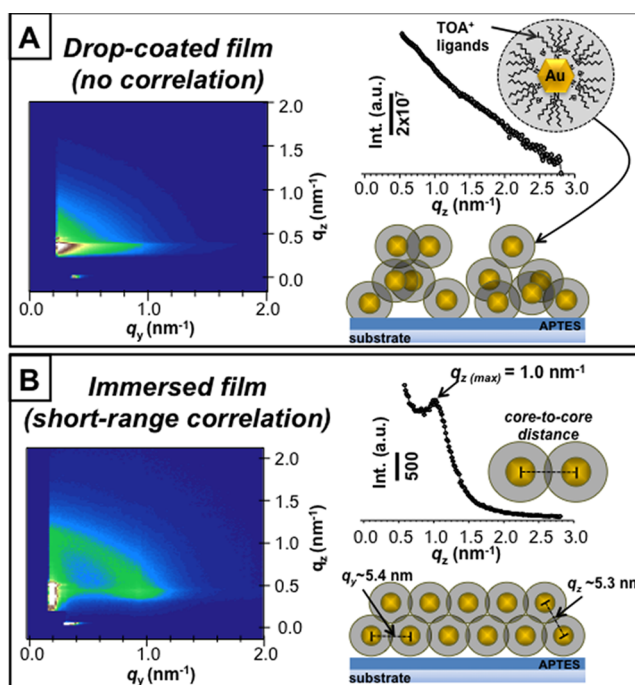 A
Drop-coated film
(no correlation)
2.0
1.5
1.0
0.5
0.0
qz (nm-1)
0.0
1.0
2.0
qy (nm-1)
TOA+
ligands
Au
N
Int. (a.u.)
2x10^7
0.0 0.5 1.0 1.5 2.0 2.5 3.0
qz (nm-1)
APTES
substrate
B
Immersed film
(short-range correlation)
2.0
1.5
1.0
0.5
0.0
qz (nm-1)
0.0
1.0
2.0
qy (nm-1)
qz (max) = 1.0 nm-1
core-to-core
distance
Int. (a.u.)
500
0.0 0.5 1.0 1.5 2.0 2.5 3.0
qz (nm-1)
qy~5.4 nm
qz ~5.3 nm
APTES
substrate